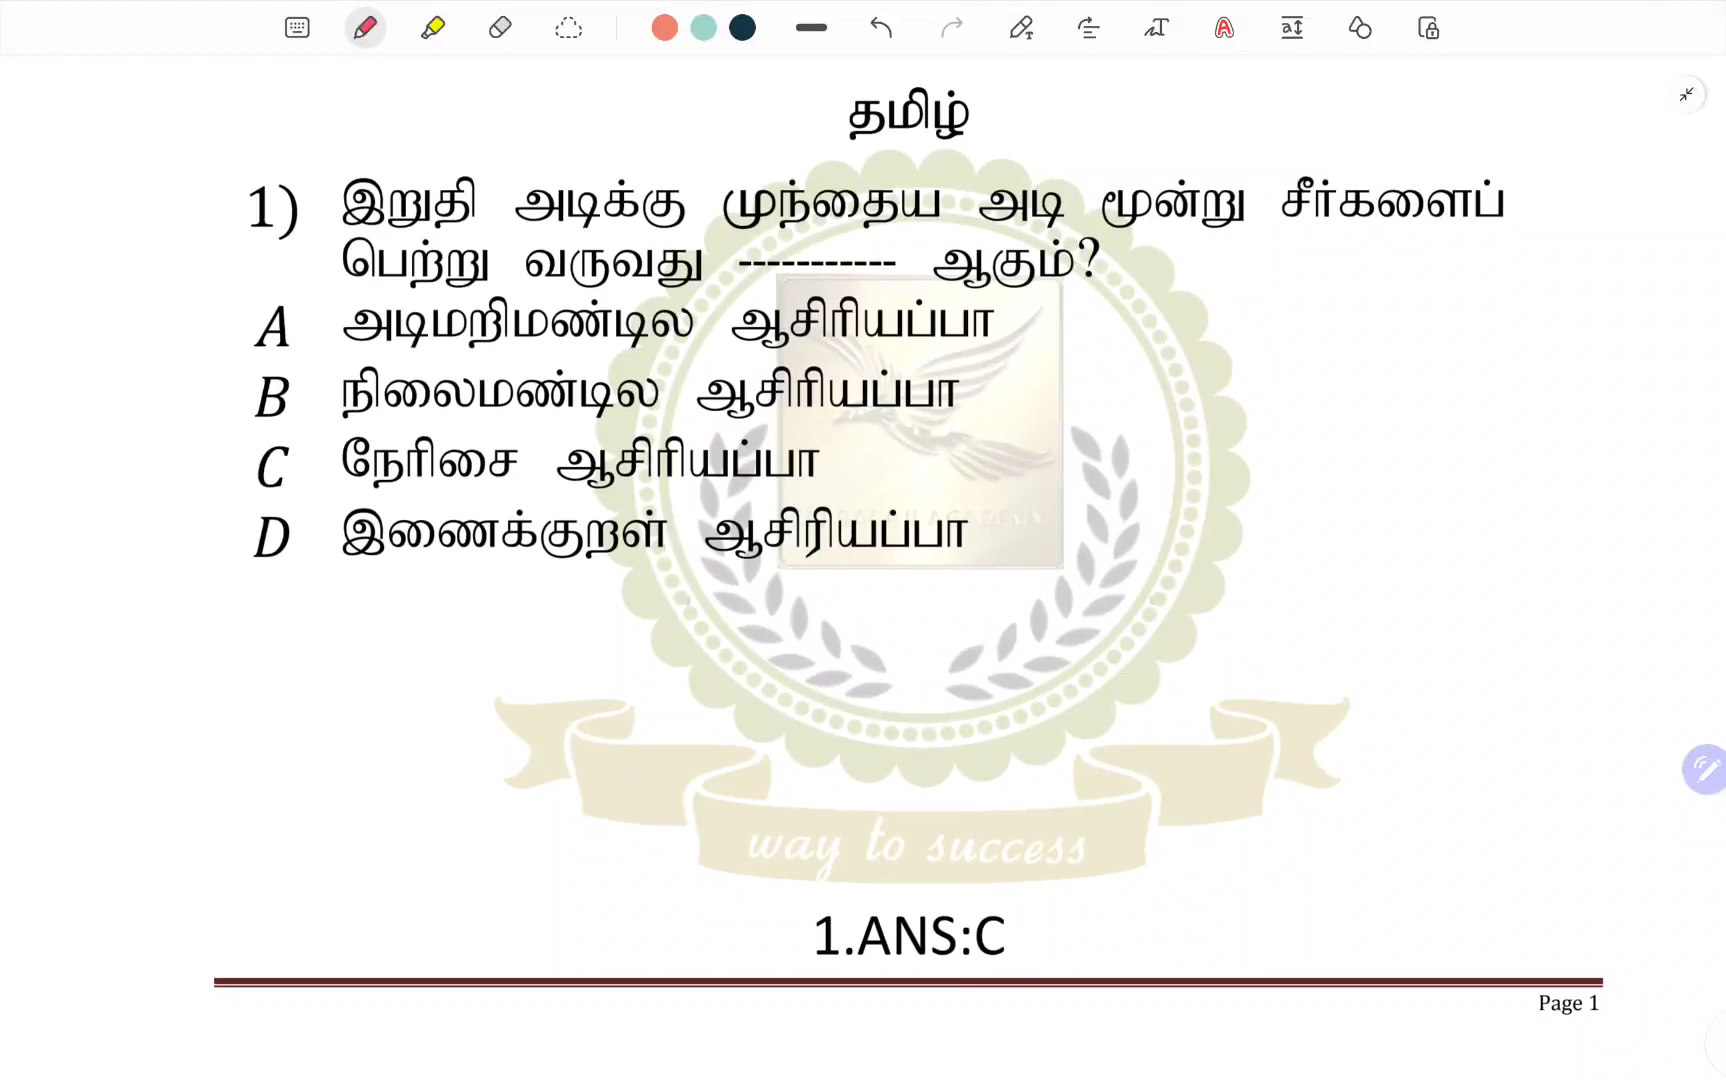 தமிழ்
1) இறுதி அடிக்கு முந்தைய அடி மூன்று சீர்களைப்
பெற்று வருவது ----------- ஆகும்?
A அடிமறிமண்டில ஆசிரியப்பா
B நிலைமண்டில ஆசிரியப்பா
C நேரிசை ஆசிரியப்பா
D இணைக்குறள் ஆசிரியப்பா
way to success
1.ANS:C
Page 1